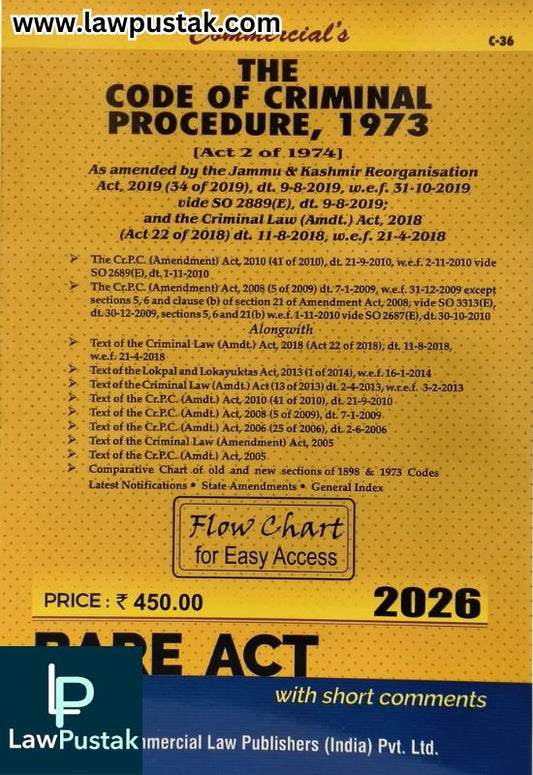 www.lawpustak.com
Commercial's
C-36
THE
CODE OF CRIMINAL
PROCEDURE, 1973
[Act 2 of 1974]
As amended by the Jammu & Kashmir Reorganisation
Act, 2019 (34 of 2019), dt. 9-8-2019, w.e.f. 31-10-2019
vide SO 2889(E), dt. 9-8-2019;
and the Criminal Law (Amdt.) Act, 2018
(Act 22 of 2018) dt. 11-8-2018, w.e.f. 21-4-2018
The Cr.P.C. (Amendment) Act, 2010 (41 of 2010), dt. 21-9-2010, w.e.f. 2-11-2010 vide
SO 2689(E), dt. 1-11-2010
The Cr.P.C. (Amendment) Act, 2008 (5 of 2009) dt. 7-1-2009, w.e.f. 31-12-2009 except
sections 5, 6 and clause (b) of section 21 of Amendment Act, 2008; vide SO 3313(E),
dt. 30-12-2009, sections 5, 6 and 21(b) w.e.f. 1-11-2010 vide SO 2687(E), dt. 30-10-2010
Alongwith
Text of the Criminal Law (Amdt.) Act, 2018 (Act 22 of 2018); dt. 11-8-2018,
w.e.f. 21-4-2018
Text of the Lokpal and Lokayuktas Act, 2013 (1 of 2014), w.e.f. 16-1-2014
Text of the Criminal Law (Amdt.) Act (13 of 2013) dt. 2-4-2013, w.r.e.f. 3-2-2013
Text of the Cr.P.C. (Amdt.) Act, 2010 (41 of 2010), dt. 21-9-2010
Text of the Cr.P.C. (Amdt.) Act, 2008 (5 of 2009), dt. 7-1-2009
Text of the Cr.P.C. (Amdt.) Act, 2006 (25 of 2006), dt. 2-6-2006
Text of the Criminal Law (Amendment) Act, 2005
Text of the Cr.P.C. (Amdt.) Act, 2005
Comparative Chart of old and new sections of 1898 & 1973 Codes
Latest Notifications • State Amendments • General Index
Flow Chart
for Easy Access
PRICE : ₹ 450.00
2026
BARE ACT
with short comments
LP
LawPustak
mmercial Law Publishers (India) Pvt. Ltd.